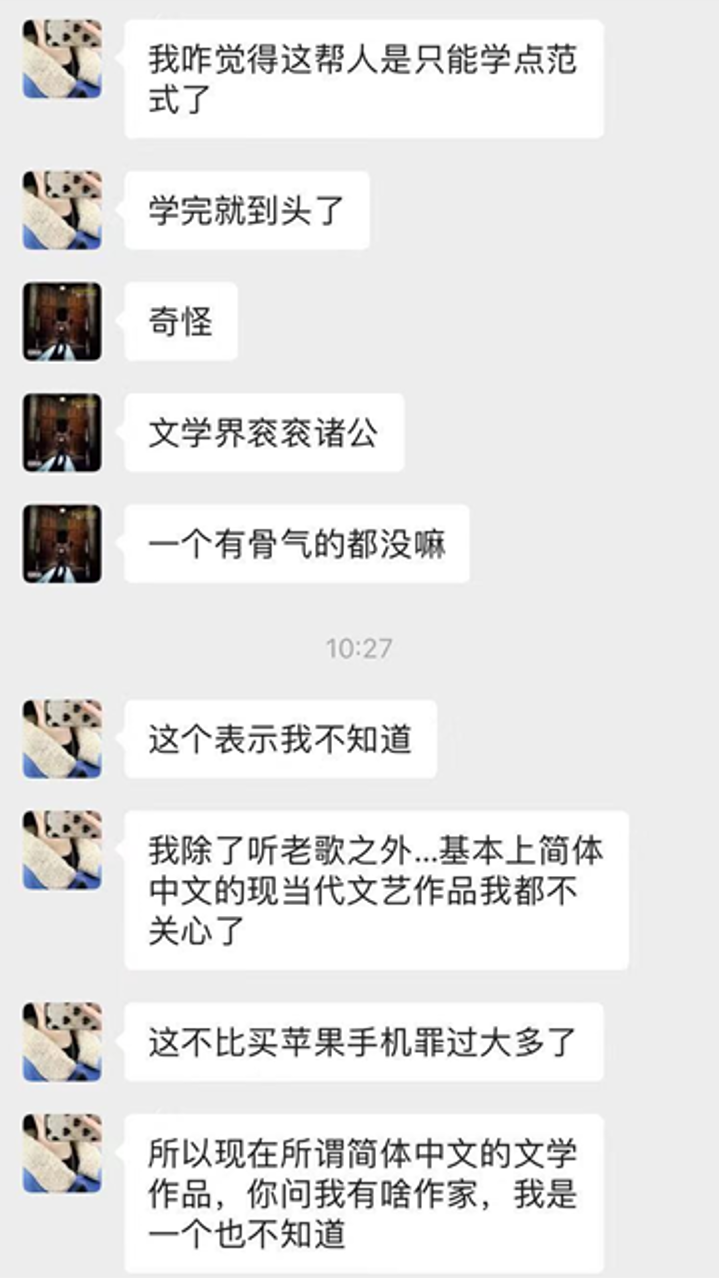 我咋觉得这帮人是只能学点范
式了
学完就到头了
奇怪
文学界衮衮诸公
一个有骨气的都没嘛
10:27
这个表示我不知道
我除了听老歌之外...基本上简体
中文的现当代文艺作品我都不
关心了
这不比买苹果手机罪过大多了
所以现在所谓简体中文的文学
作品，你问我有啥作家，我是
一个也不知道